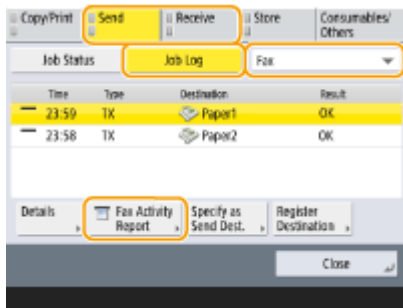 Copy/Print Send Receive Store Consumables/
Others
Job Status Job Log Fax
Time Type Destination Result
23:59 TX Paper1 OK
23:58 TX Paper2 OK
Details Fax Activity Specify as Register
Report Send Dest. Destination
Close